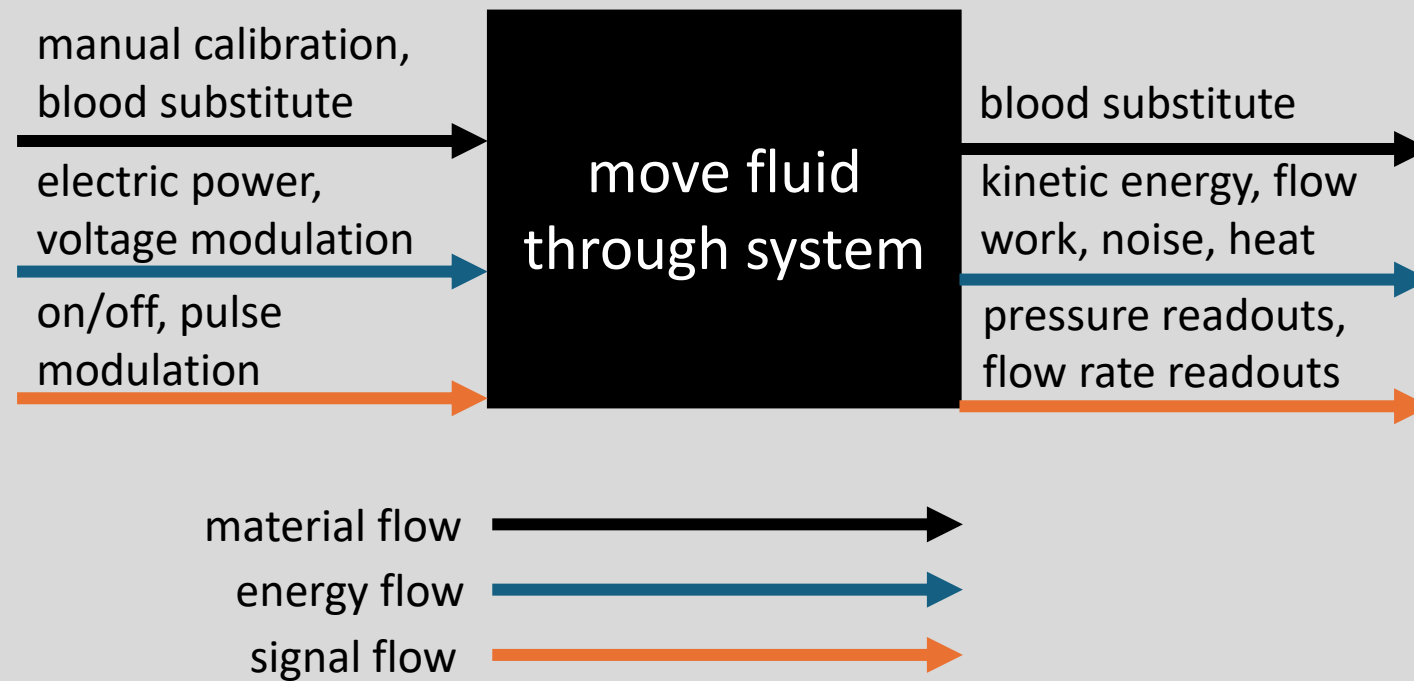 manual calibration,
blood substitute
electric power,
voltage modulation
on/off, pulse
modulation
move fluid
through system
blood substitute
kinetic energy, flow
work, noise, heat
pressure readouts,
flow rate readouts
material flow
energy flow
signal flow